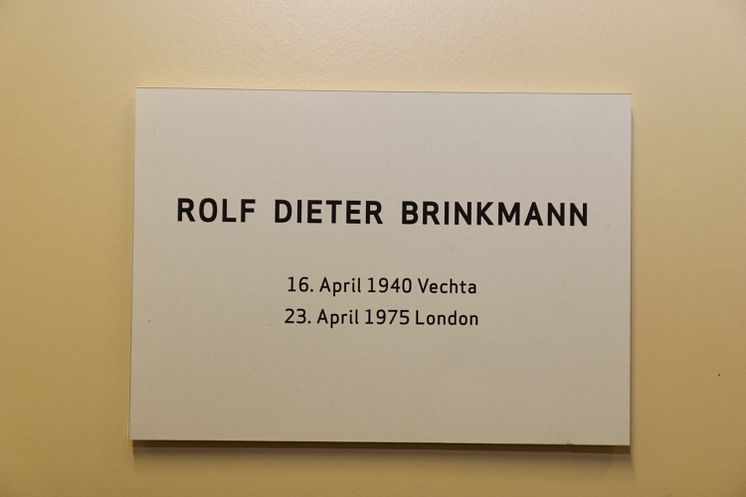 ROLF DIETER BRINKMANN
16. April 1940 Vechta
23. April 1975 London